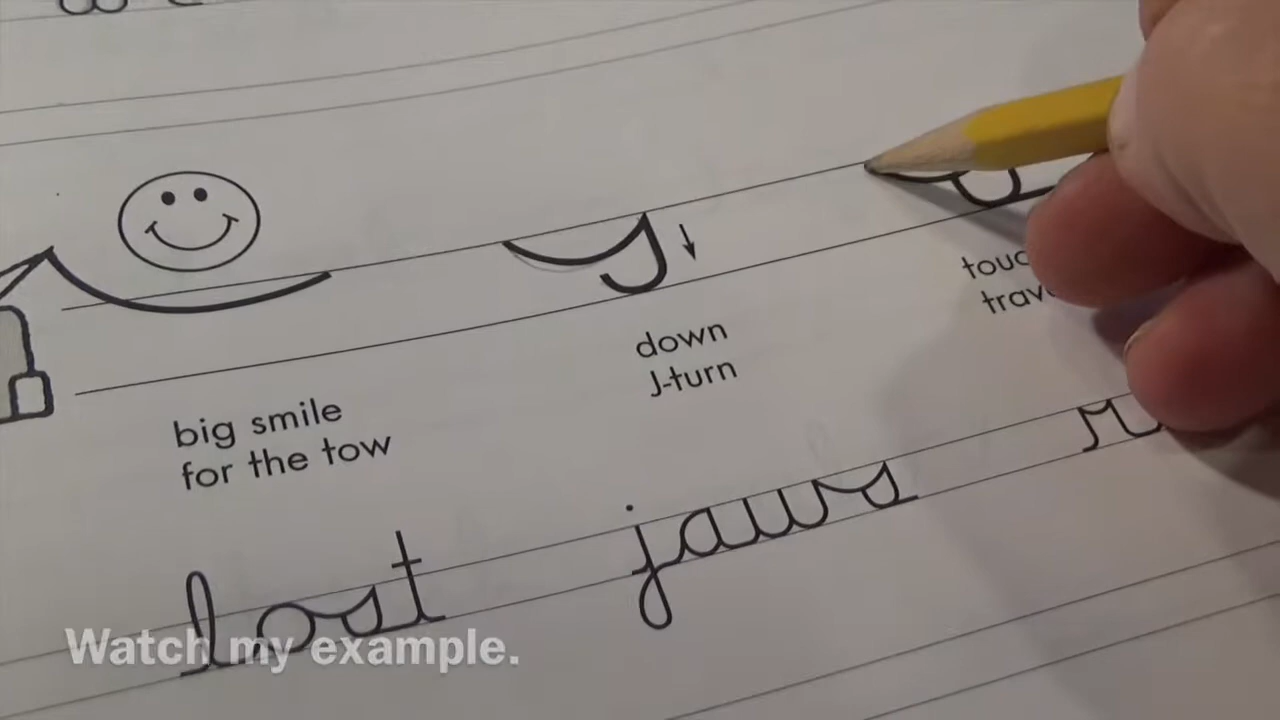 big smile
for the tow
down
J-turn
lost jaws
Watch my example.